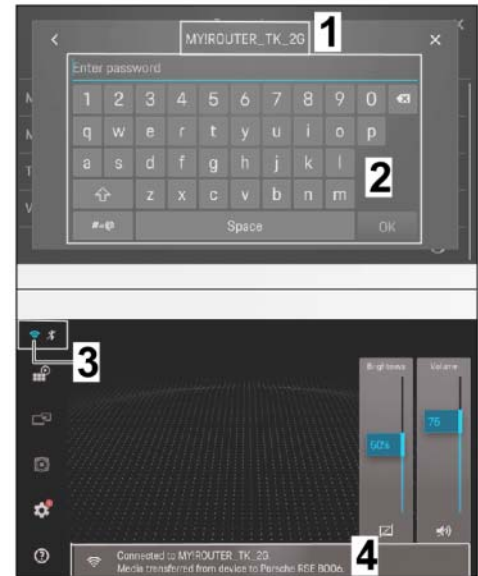 MY!ROUTER_TK_2G
1
Enter password
1 2 3 4 5 6 7 8 9 0
q w e r t y u i o p
a s d f g h j k l
2
z x c v b n m
#-@ Space OK
3
Brightness Volume
75
60%
Connected to MY!ROUTER_TK_2G.
4
Media transferred from device to Porsche RSE B006.